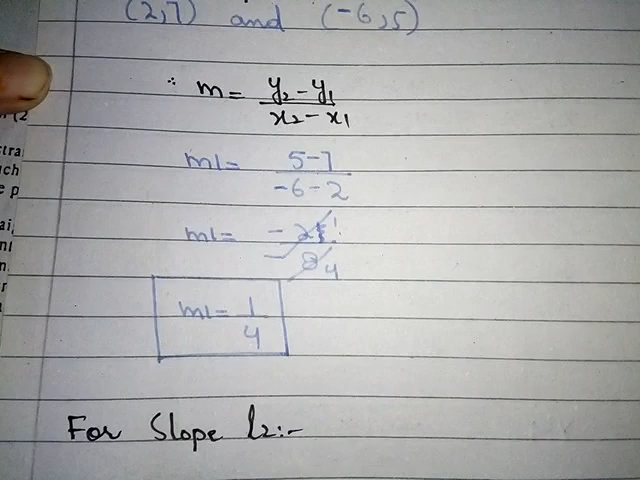 (2,7) and (-6,5)
∵ m = y₂ - y₁ / x₂ - x₁
m1 = 5-7 / -6-2
m1 = -2 1 / -8 4
m1 = 1 / 4
For Slope l₂:-